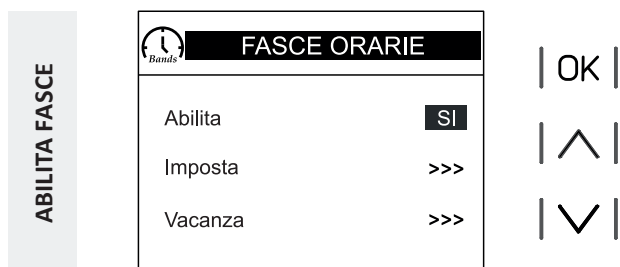 ABILITA FASCE
Bands
FASCE ORARIE
Abilita SI
Imposta >>>
Vacanza >>>
OK